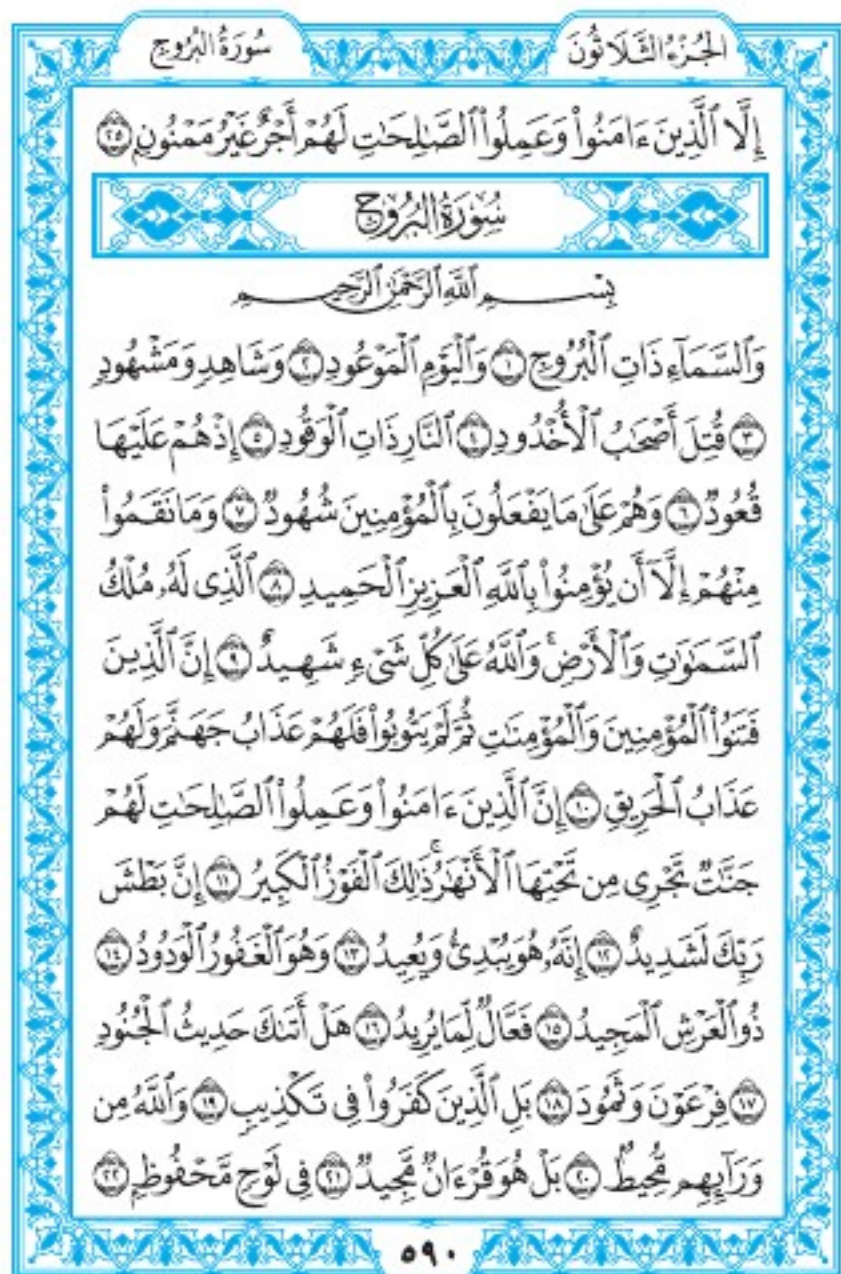 الجُزْءُ الثَّلَاثُونَ سُورَةُ البُرُوجِ
إِلَّا ٱلَّذِينَ ءَامَنُواْ وَعَمِلُواْ ٱلصَّٰلِحَٰتِ لَهُمۡ أَجۡرٌ غَيۡرُ مَمۡنُونِۭ ٢٥
سُورَةُ البُرُوجِ
بِسۡمِ ٱللَّهِ ٱلرَّحۡمَٰنِ ٱلرَّحِيمِ
وَٱلسَّمَآءِ ذَاتِ ٱلۡبُرُوجِ ١ وَٱلۡيَوۡمِ ٱلۡمَوۡعُودِ ٢ وَشَاهِدٖ وَمَشۡهُودٖ
٣ قُتِلَ أَصۡحَٰبُ ٱلۡأُخۡدُودِ ٤ ٱلنَّارِ ذَاتِ ٱلۡوَقُودِ ٥ إِذۡ هُمۡ عَلَيۡهَا
قُعُودٞ ٦ وَهُمۡ عَلَىٰ مَا يَفۡعَلُونَ بِٱلۡمُؤۡمِنِينَ شُهُودٞ ٧ وَمَا نَقَمُواْ
مِنۡهُمۡ إِلَّآ أَن يُؤۡمِنُواْ بِٱللَّهِ ٱلۡعَزِيزِ ٱلۡحَمِيدِ ٨ ٱلَّذِي لَهُۥ مُلۡكُ
ٱلسَّمَٰوَٰتِ وَٱلۡأَرۡضِۚ وَٱللَّهُ عَلَىٰ كُلِّ شَيۡءٖ شَهِيدٌ ٩ إِنَّ ٱلَّذِينَ
فَتَنُواْ ٱلۡمُؤۡمِنِينَ وَٱلۡمُؤۡمِنَٰتِ ثُمَّ لَمۡ يَتُوبُواْ فَلَهُمۡ عَذَابُ جَهَنَّمَ وَلَهُمۡ
عَذَابُ ٱلۡحَرِيقِ ١٠ إِنَّ ٱلَّذِينَ ءَامَنُواْ وَعَمِلُواْ ٱلصَّٰلِحَٰتِ لَهُمۡ
جَنَّٰتٞ تَجۡرِي مِن تَحۡتِهَا ٱلۡأَنۡهَٰرُۚ ذَٰلِكَ ٱلۡفَوۡزُ ٱلۡكَبِيرُ ١١ إِنَّ بَطۡشَ
رَبِّكَ لَشَدِيدٌ ١٢ إِنَّهُۥ هُوَ يُبۡدِئُ وَيُعِيدُ ١٣ وَهُوَ ٱلۡغَفُورُ ٱلۡوَدُودُ ١٤
ذُو ٱلۡعَرۡشِ ٱلۡمَجِيدُ ١٥ فَعَّالٞ لِّمَا يُرِيدُ ١٦ هَلۡ أَتَىٰكَ حَدِيثُ ٱلۡجُنُودِ
١٧ فِرۡعَوۡنَ وَثَمُودَ ١٨ بَلِ ٱلَّذِينَ كَفَرُواْ فِي تَكۡذِيبٖ ١٩ وَٱللَّهُ مِن
وَرَآئِهِم مُّحِيطُۢ ٢٠ بَلۡ هُوَ قُرۡءَانٞ مَّجِيدٞ ٢١ فِي لَوۡحٖ مَّحۡفُوظِۭ ٢٢
٥٩٠